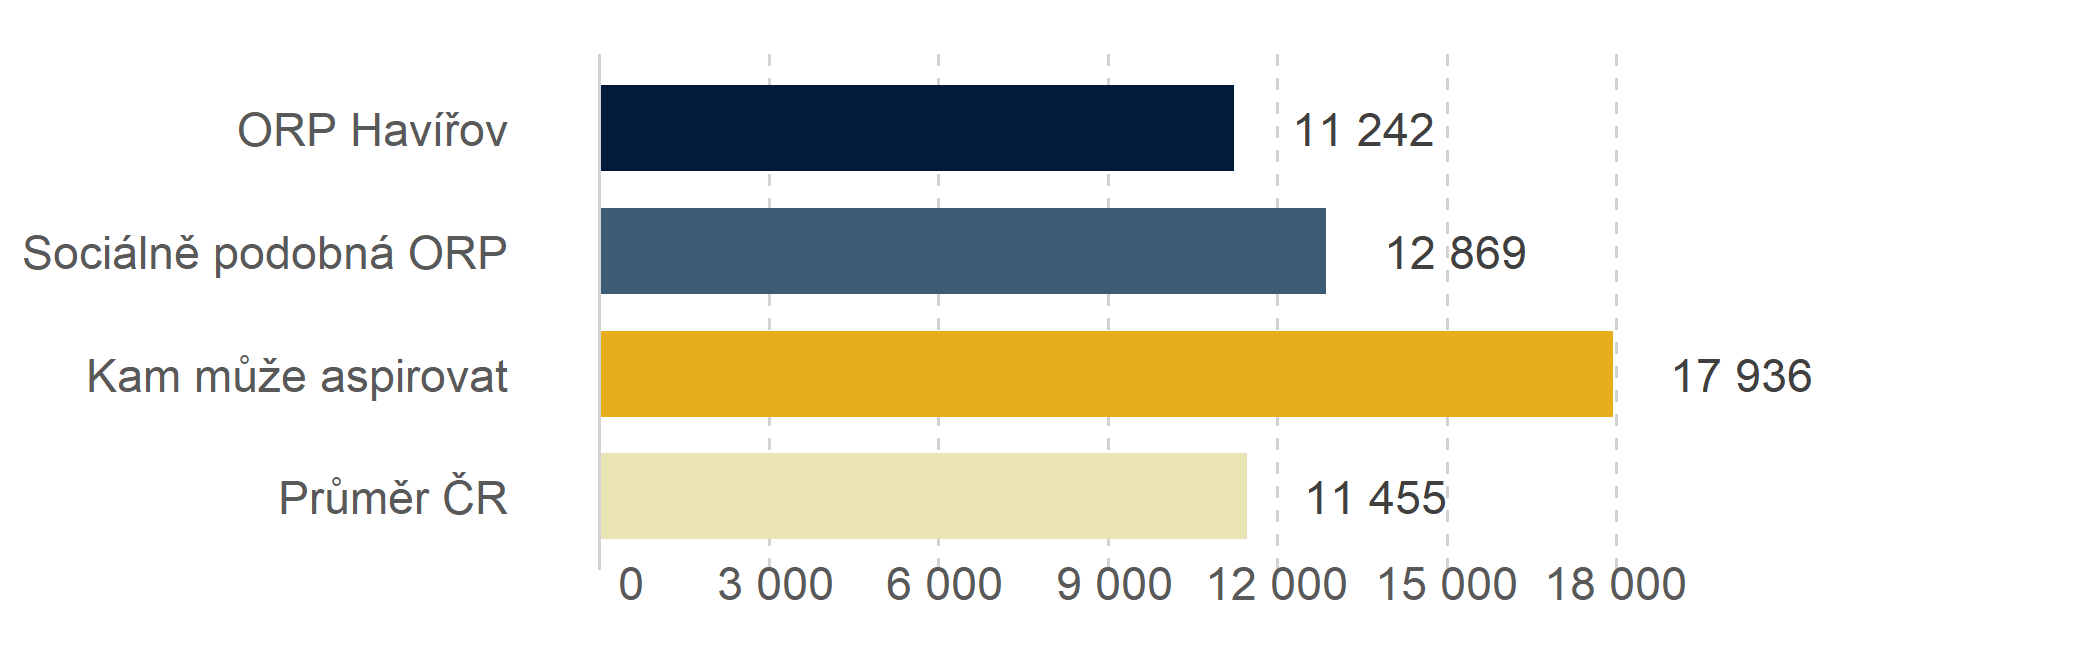 ORP Havířov 11 242
Sociálně podobná ORP 12 869
Kam může aspirovat 17 936
Průměr ČR 11 455
0 3 000 6 000 9 000 12 000 15 000 18 000